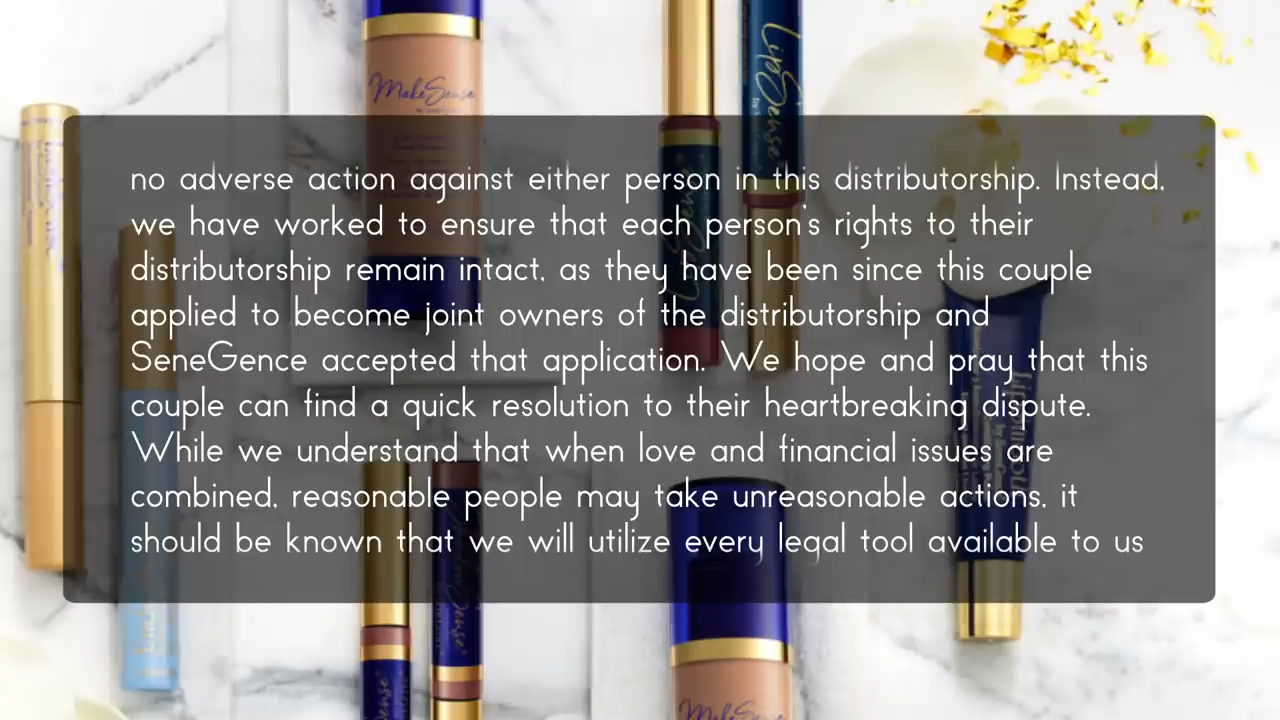 MakeSense
LipSense
by
no adverse action against either person in this distributorship. Instead,
we have worked to ensure that each person's rights to their
distributorship remain intact, as they have been since this couple
applied to become joint owners of the distributorship and
SeneGence accepted that application. We hope and pray that this
couple can find a quick resolution to their heartbreaking dispute.
While we understand that when love and financial issues are
combined, reasonable people may take unreasonable actions, it
should be known that we will utilize every legal tool available to us
MakeSense